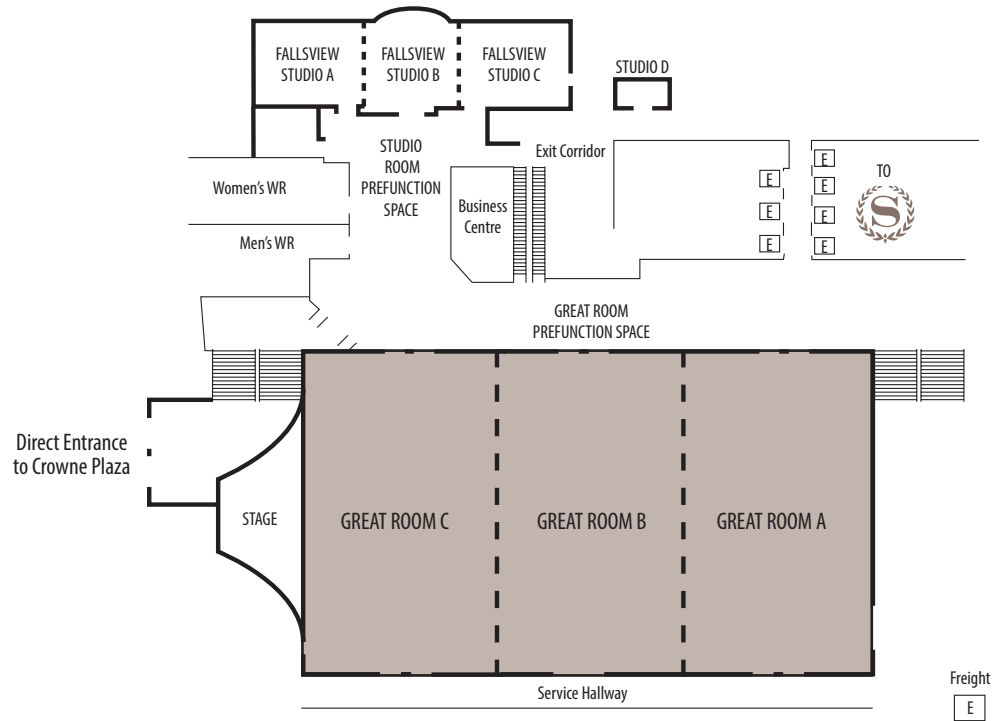 FALLSVIEW
STUDIO A
FALLSVIEW
STUDIO B
FALLSVIEW
STUDIO C
STUDIO D
STUDIO
ROOM
PREFUNCTION
SPACE
Exit Corridor
Women's WR
Men's WR
Business
Centre
E
E
E
E
E
E
E
TO
S
GREAT ROOM
PREFUNCTION SPACE
Direct Entrance
to Crowne Plaza
STAGE
GREAT ROOM C
GREAT ROOM B
GREAT ROOM A
Service Hallway
Freight
E